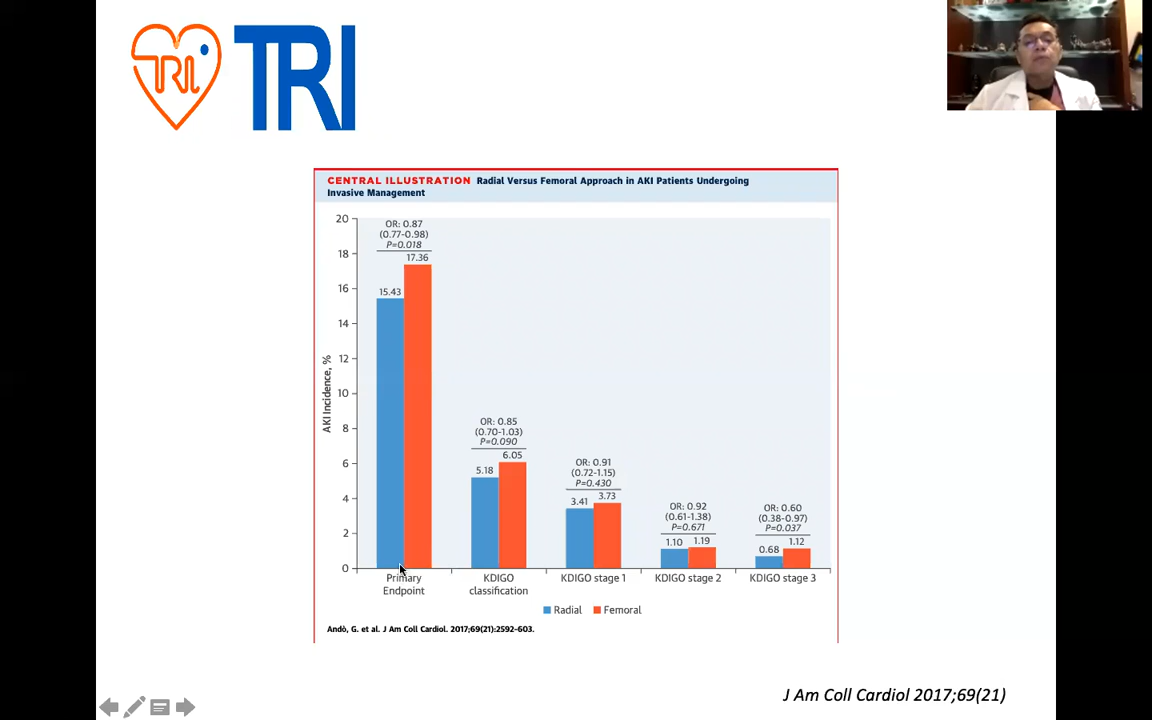 TRI
TRI
CENTRAL ILLUSTRATION Radial Versus Femoral Approach in AKI Patients Undergoing
Invasive Management
20
18
16
14
12
10
8
6
4
2
0
AKI Incidence, %
OR: 0.87
(0.77-0.98)
P=0.018
17.36
15.43
OR: 0.85
(0.70-1.03)
P=0.090
6.05
5.18
OR: 0.91
(0.72-1.15)
P=0.430
3.73
3.41
OR: 0.92
(0.61-1.38)
P=0.671
1.10 1.19
OR: 0.60
(0.38-0.97)
P=0.037
1.12
0.68
Primary
Endpoint
KDIGO
classification
KDIGO stage 1
KDIGO stage 2
KDIGO stage 3
Radial Femoral
Andò, G. et al. J Am Coll Cardiol. 2017;69(21):2592–603.
J Am Coll Cardiol 2017;69(21)